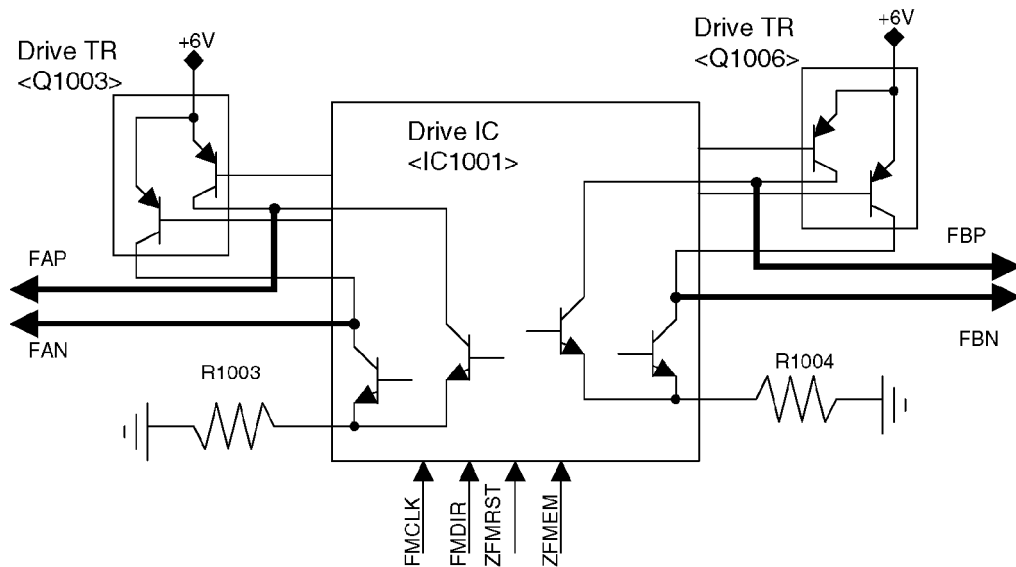 Drive TR
<Q1003>
+6V
Drive TR
<Q1006>
+6V
Drive IC
<IC1001>
FAP
FAN
FBP
FBN
R1003
R1004
FMCLK
FMDIR
ZFMRST
ZFMEM